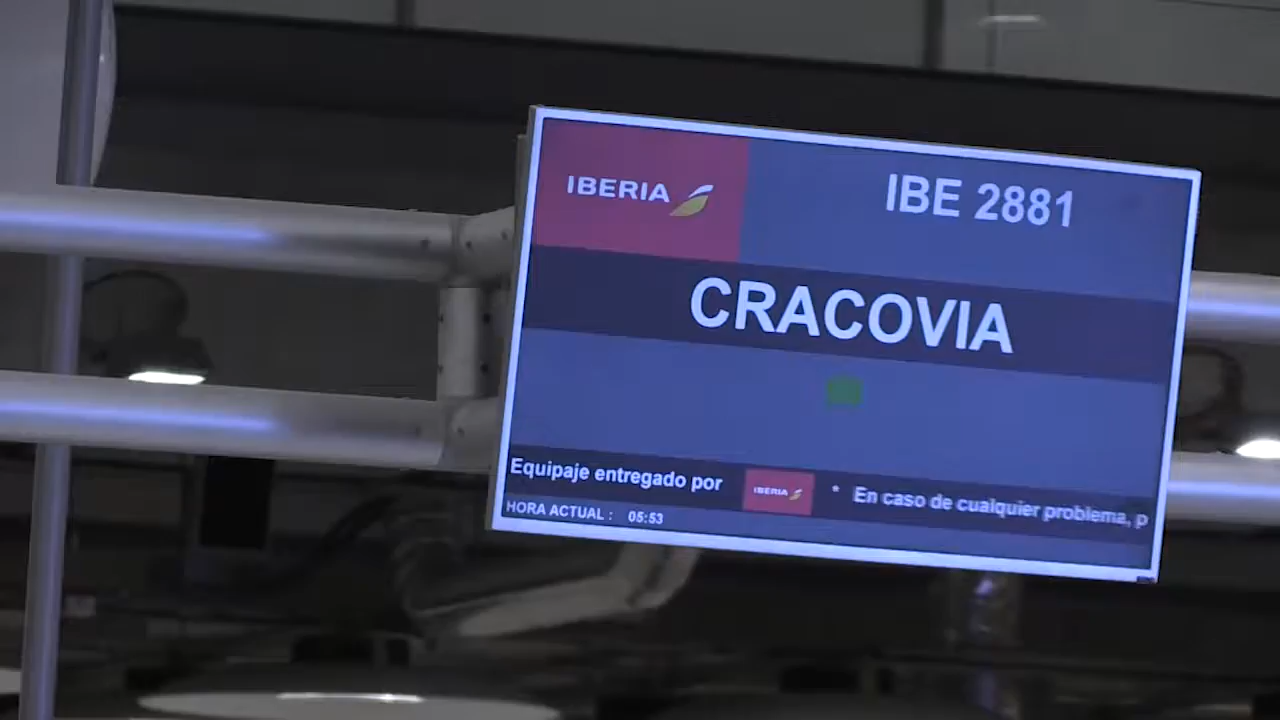 IBERIA
IBE 2881
CRACOVIA
Equipaje entregado por IBERIA * En caso de cualquier problema, p
HORA ACTUAL : 05:53